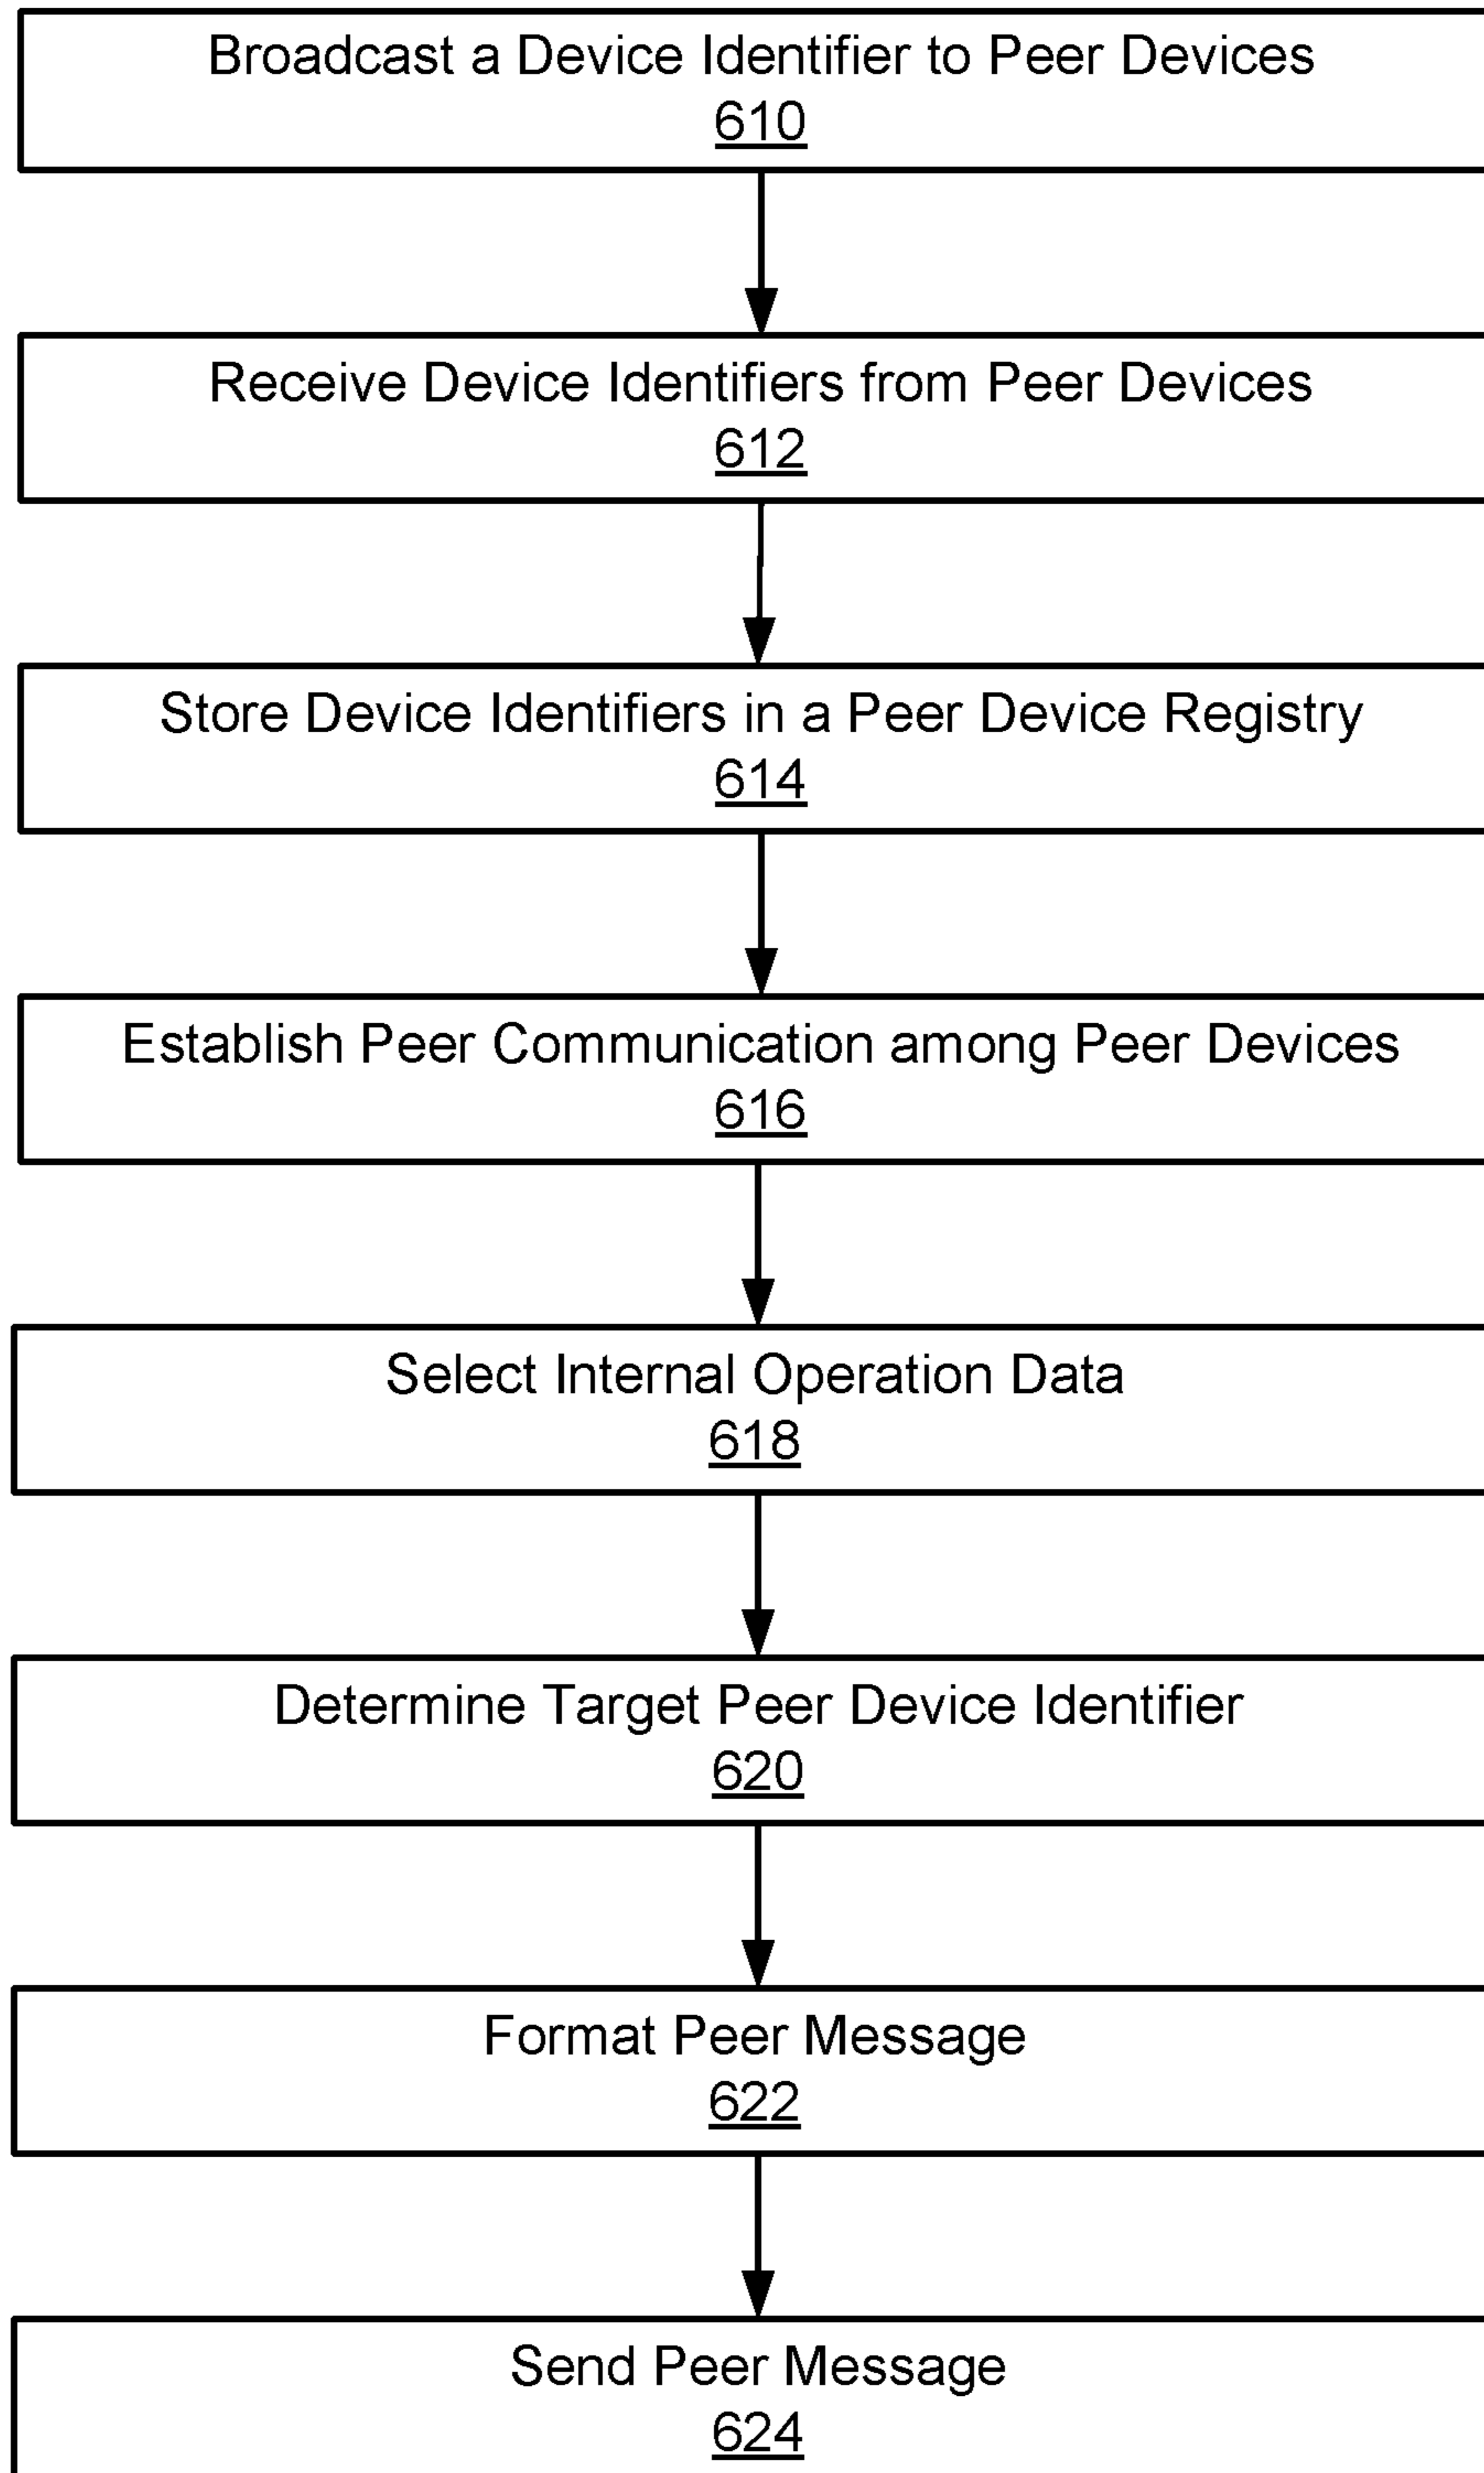 Broadcast a Device Identifier to Peer Devices
610
Receive Device Identifiers from Peer Devices
612
Store Device Identifiers in a Peer Device Registry
614
Establish Peer Communication among Peer Devices
616
Select Internal Operation Data
618
Determine Target Peer Device Identifier
620
Format Peer Message
622
Send Peer Message
624